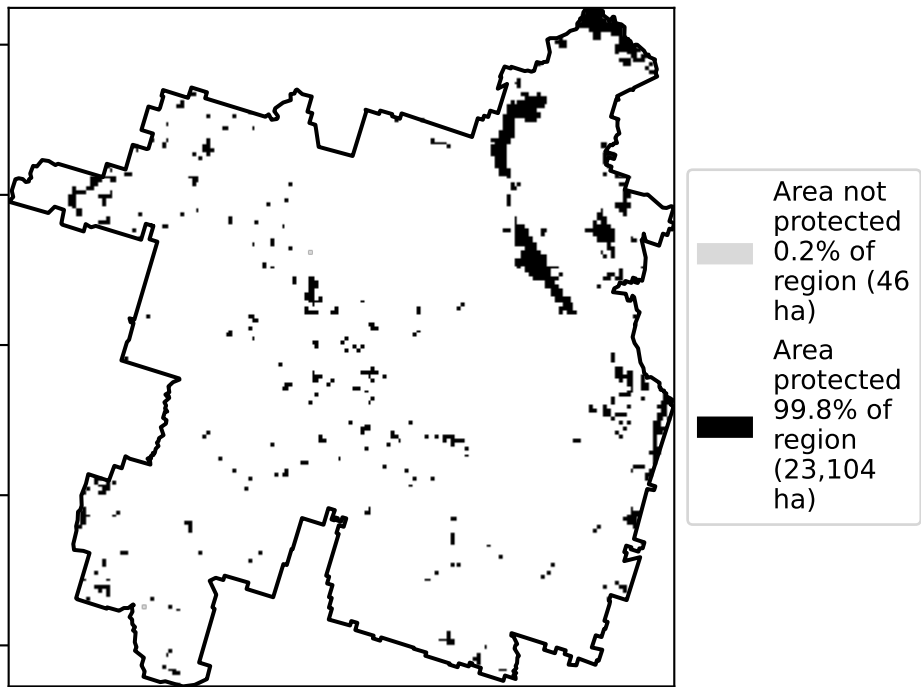 Area not
protected
0.2% of
region (46
ha)
Area
protected
99.8% of
region
(23,104
ha)